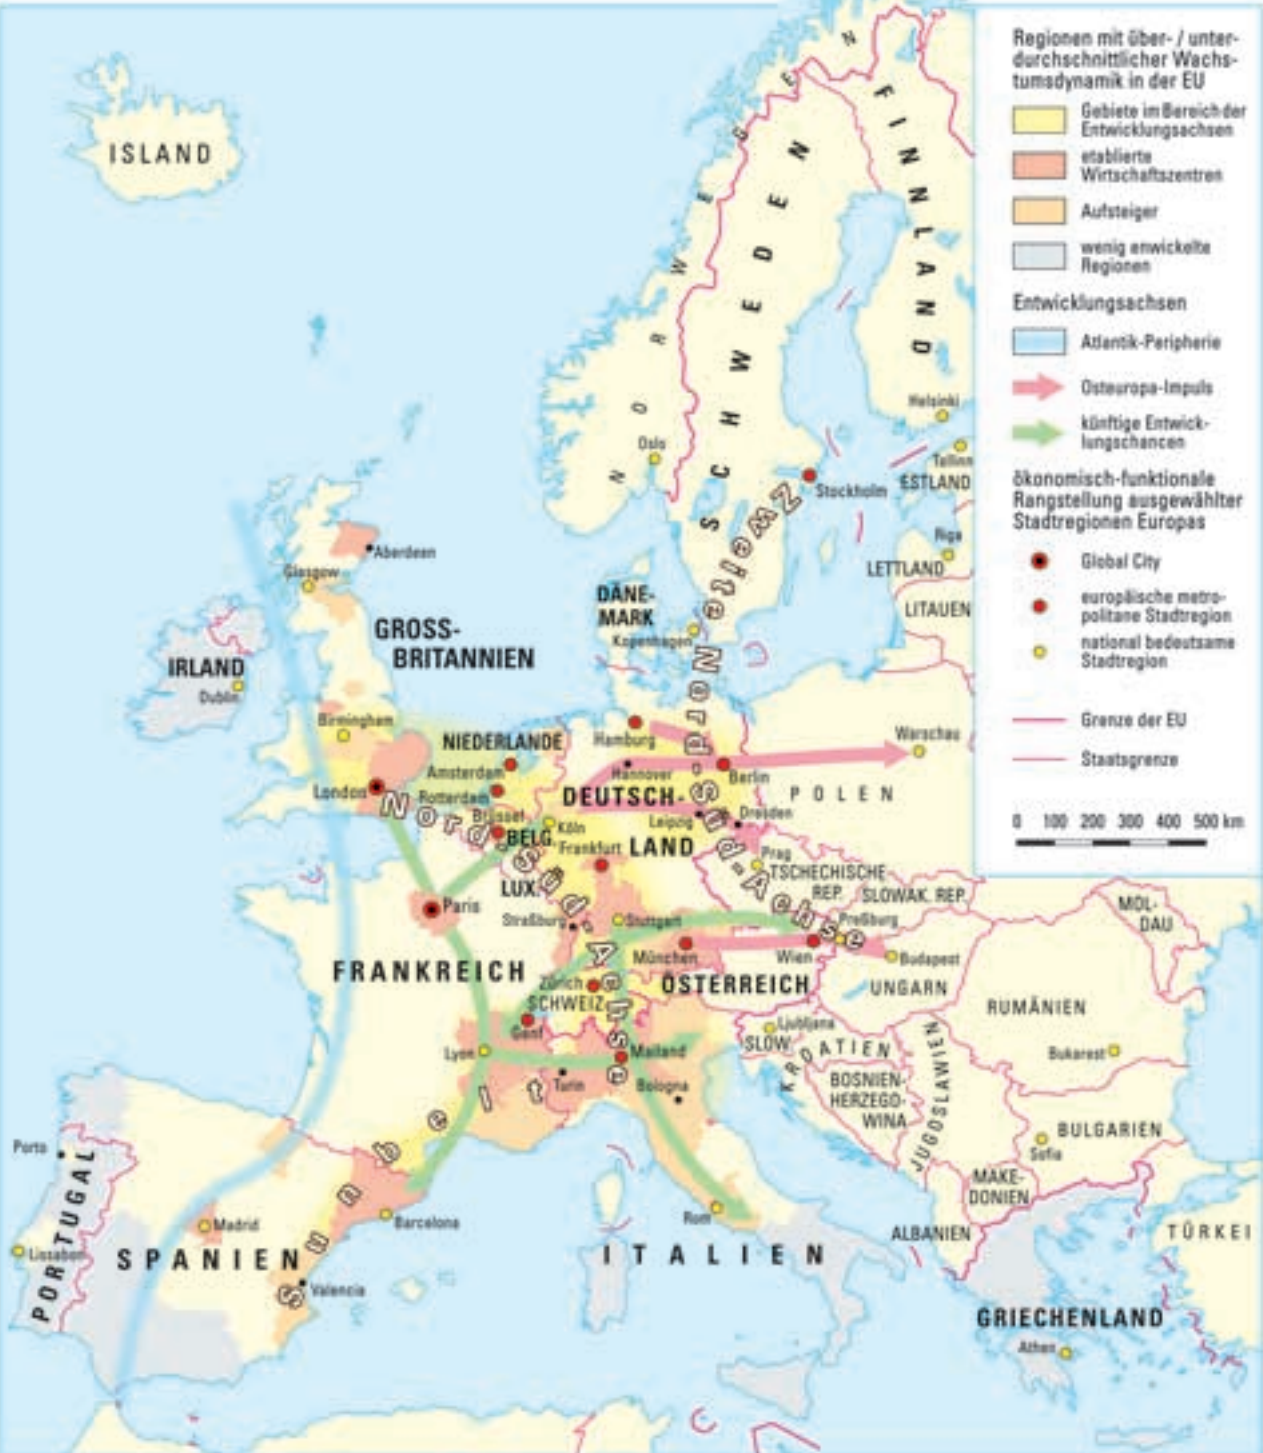 Regionen mit über- / unter-
durchschnittlicher Wachs-
tumsdynamik in der EU
Gebiete im Bereich der
Entwicklungsachsen
etablierte
Wirtschaftszentren
Aufsteiger
wenig enwickelte
Regionen
Entwicklungsachsen
Atlantik-Peripherie
Osteuropa-Impuls
künftige Entwick-
lungschancen
ökonomisch-funktionale
Rangstellung ausgewählter
Stadtregionen Europas
Global City
europäische metro-
politane Stadtregion
national bedeutsame
Stadtregion
Grenze der EU
Staatsgrenze
0 100 200 300 400 500 km
ISLAND
NORWEGEN
SCHWEDEN
FINNLAND
Helsinki
Oslo
Tallinn
ESTLAND
Stockholm
Riga
LETTLAND
LITAUEN
Aberdeen
Glasgow
DÄNE-
MARK
Kopenhagen
GROSS-
BRITANNIEN
IRLAND
Dublin
Birmingham
London
NIEDERLANDE
Amsterdam
Rotterdam
Brüssel
BELG.
LUX.
Hamburg
Hannover
Berlin
Warschau
POLEN
DEUTSCH-
LAND
Leipzig
Dresden
Köln
Frankfurt
Prag
TSCHECHISCHE
REP.
SLOWAK. REP.
MOL-
DAU
Paris
Straßburg
Stuttgart
Preßburg
München
Wien
Budapest
FRANKREICH
Zürich
SCHWEIZ
ÖSTERREICH
UNGARN
RUMÄNIEN
Genf
Ljubljana
SLOW.
KROATIEN
Bukarest
Lyon
Turin
Mailand
Bologna
BOSNIEN-
HERZEGO-
WINA
JUGOSLAWIEN
BULGARIEN
Sofia
Porto
PORTUGAL
Lissabon
Madrid
SPANIEN
Barcelona
Valencia
Rom
ITALIEN
MAKE-
DONIEN
ALBANIEN
TÜRKEI
GRIECHENLAND
Athen
Nord-Süd-Achse
Zweite Nord-Süd-Achse
Sunbelt